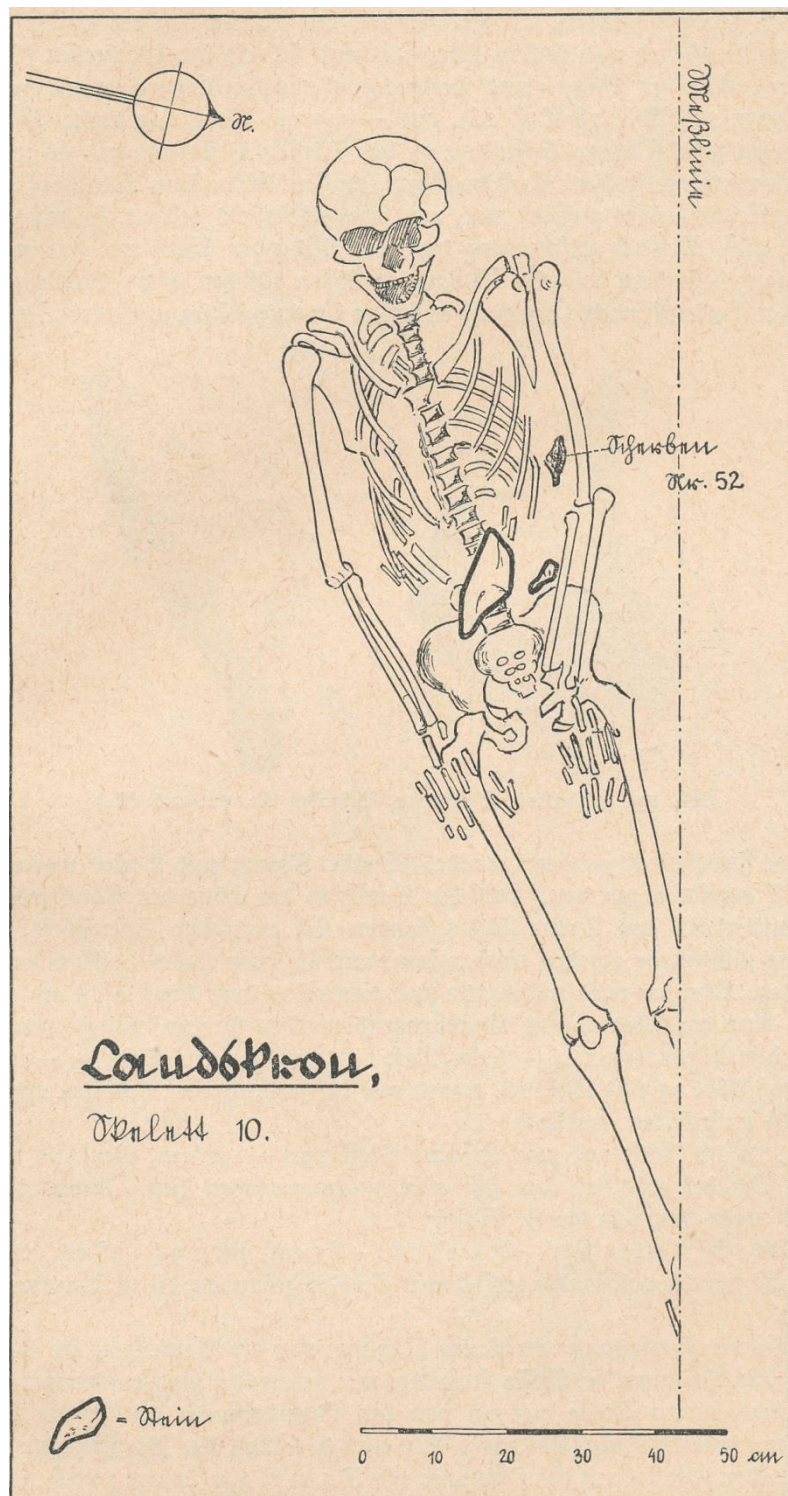 N.
Meßlinie
Scherben
Nr. 52
Landskron,
Skelett 10.
= Stein
0 10 20 30 40 50 cm